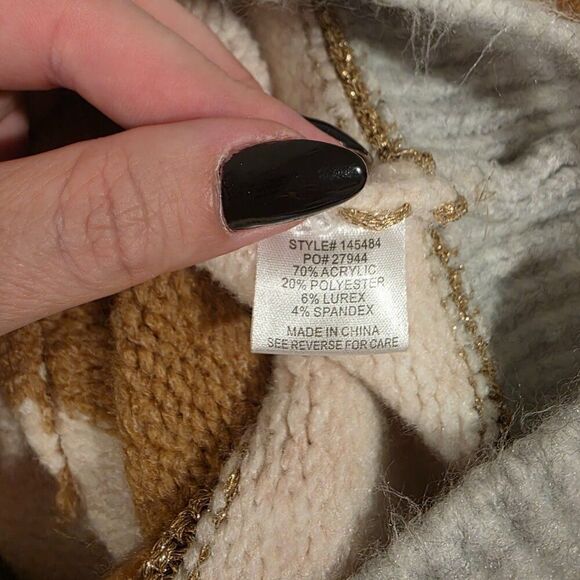 STYLE# 145484
PO# 27944
70% ACRYLIC
20% POLYESTER
6% LUREX
4% SPANDEX
MADE IN CHINA
SEE REVERSE FOR CARE